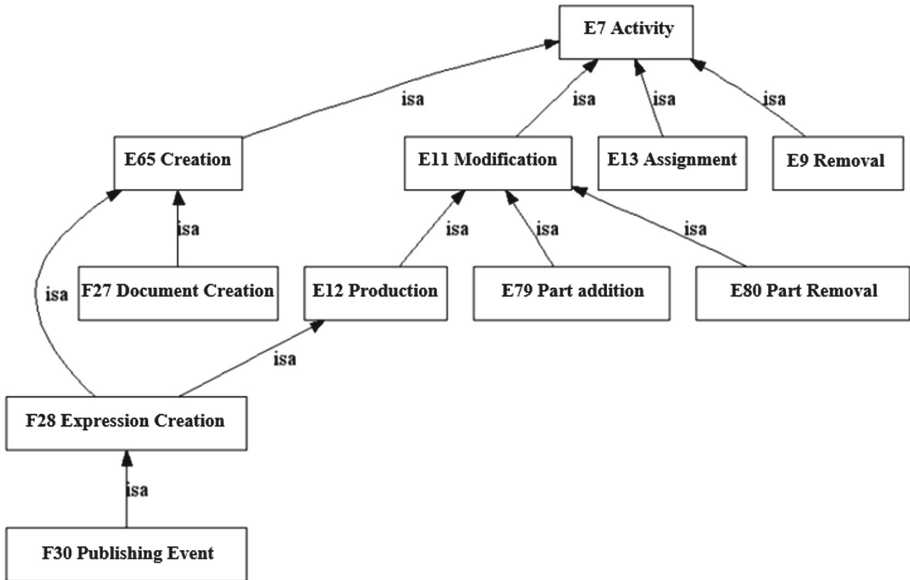 E7 Activity
isa
isa
isa
isa
E65 Creation
E11 Modification
E13 Assignment
E9 Removal
isa
isa
isa
isa
isa
F27 Document Creation
E12 Production
E79 Part addition
E80 Part Removal
isa
F28 Expression Creation
isa
F30 Publishing Event